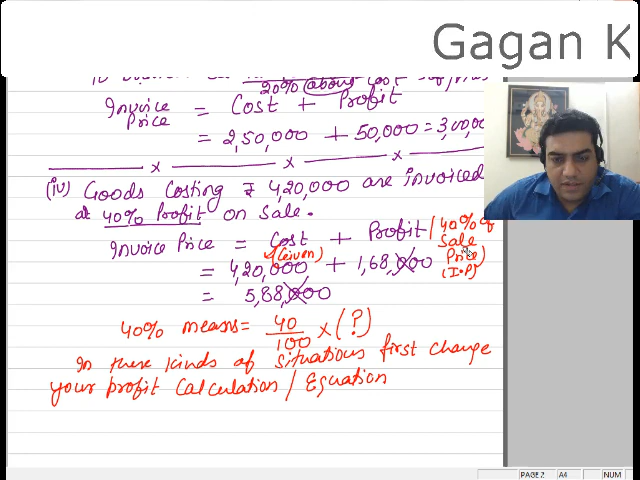 Gagan K
20% above cost
Invoice Price = Cost + Profit
= 2,50,000 + 50,000 = 3,00,00
x x x
(iv) Goods Costing ₹ 4,20,000 are invoiced
at 40% Profit on Sale.
Invoice Price = Cost + Profit / 40% of Sale Price (I.P)
(Given)
= 4,20,000 + 1,68,000
= 5,88,000
40% means = 40/100 x (?)
In these kinds of situations first change
your profit Calculation / Equation
PAGE 2 A4 NUM